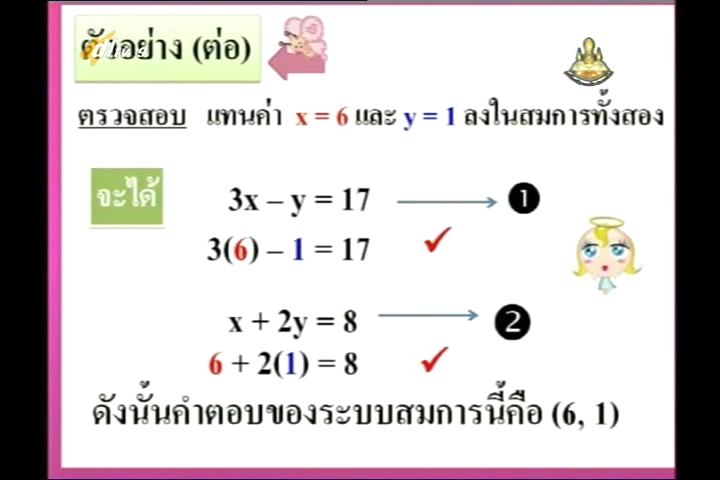 ตัวอย่าง (ต่อ)
ตรวจสอบ แทนค่า x = 6 และ y = 1 ลงในสมการทั้งสอง
จะได้ 3x – y = 17 ❶
3(6) – 1 = 17 ✓
x + 2y = 8 ❷
6 + 2(1) = 8 ✓
ดังนั้นคำตอบของระบบสมการนี้คือ (6, 1)